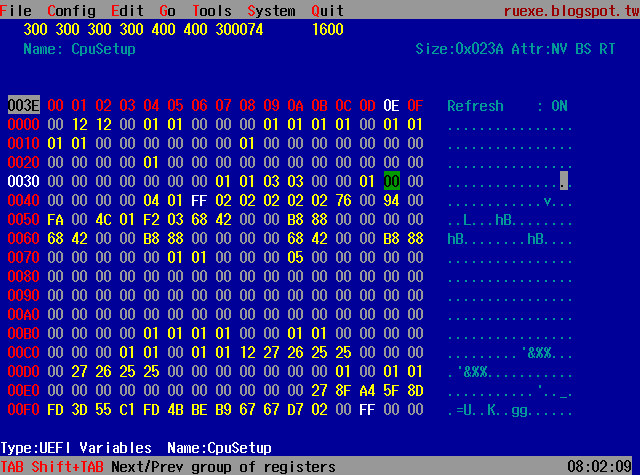 File Config Edit Go Tools System Quit ruexe.blogspot.tw
300 300 300 300 400 400 300074 1600
Name: CpuSetup Size:0x023A Attr:NV BS RT
003E 00 01 02 03 04 05 06 07 08 09 0A 0B 0C 0D 0E 0F Refresh : ON
0000 00 12 12 00 01 01 00 00 00 01 01 01 01 00 01 01 ................
0010 01 01 00 00 00 00 00 00 01 00 00 00 00 00 00 00 ................
0020 00 00 00 00 01 00 00 00 00 00 00 00 00 00 00 00 ................
0030 00 00 00 00 00 00 00 01 01 03 03 00 00 01 00 00 ................
0040 00 00 00 00 04 01 FF 02 02 02 02 02 76 00 94 00 ............v...
0050 FA 00 4C 01 F2 03 68 42 00 00 B8 88 00 00 00 00 ..L...hB........
0060 68 42 00 00 B8 88 00 00 00 00 68 42 00 00 B8 88 hB........hB....
0070 00 00 00 00 00 01 01 00 00 00 05 00 00 00 00 00 ................
0080 00 00 00 00 00 00 00 00 00 00 00 00 00 00 00 00 ................
0090 00 00 00 00 00 00 00 00 00 00 00 00 00 00 00 00 ................
00A0 00 00 00 00 00 00 00 00 00 00 00 00 00 00 00 00 ................
00B0 00 00 00 00 01 01 01 01 00 00 01 01 00 00 00 00 ................
00C0 00 00 00 01 01 00 01 01 12 27 26 25 25 00 00 00 .........'&%%...
00D0 00 27 26 25 25 00 00 00 00 00 00 00 01 00 01 01 .'&%%...........
00E0 00 00 00 00 00 00 00 00 00 00 00 27 8F A4 5F 8D ...........'.._.
00F0 FD 3D 55 C1 FD 4B BE B9 67 67 D7 02 00 FF 00 00 .=U..K..gg......
Type:UEFI Variables Name:CpuSetup
TAB Shift+TAB Next/Prev group of registers 08:02:09